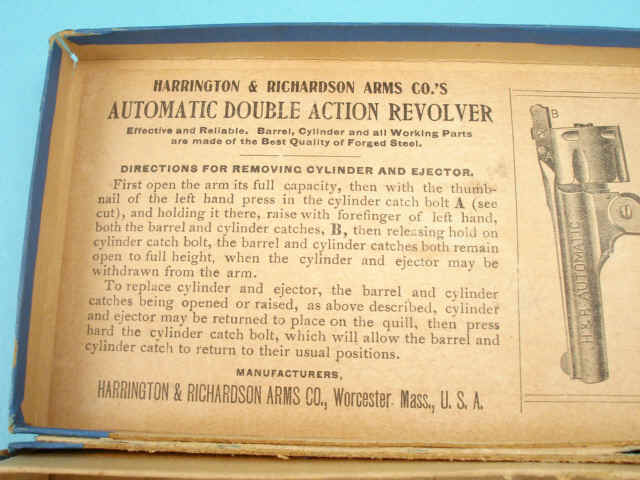 HARRINGTON & RICHARDSON ARMS CO.'S
AUTOMATIC DOUBLE ACTION REVOLVER
Effective and Reliable. Barrel, Cylinder and all Working Parts
are made of the Best Quality of Forged Steel.
DIRECTIONS FOR REMOVING CYLINDER AND EJECTOR.
First open the arm its full capacity, then with the thumb-
nail of the left hand press in the cylinder catch bolt A (see
cut), and holding it there, raise with forefinger of left hand,
both the barrel and cylinder catches, B, then releasing hold on
cylinder catch bolt, the barrel and cylinder catches both remain
open to full height, when the cylinder and ejector may be
withdrawn from the arm.
To replace cylinder and ejector, the barrel and cylinder
catches being opened or raised, as above described, cylinder
and ejector may be returned to place on the quill, then press
hard the cylinder catch bolt, which will allow the barrel and
cylinder catch to return to their usual positions.
MANUFACTURERS,
HARRINGTON & RICHARDSON ARMS CO., Worcester. Mass., U. S. A.
B
H&R AUTOMATIC